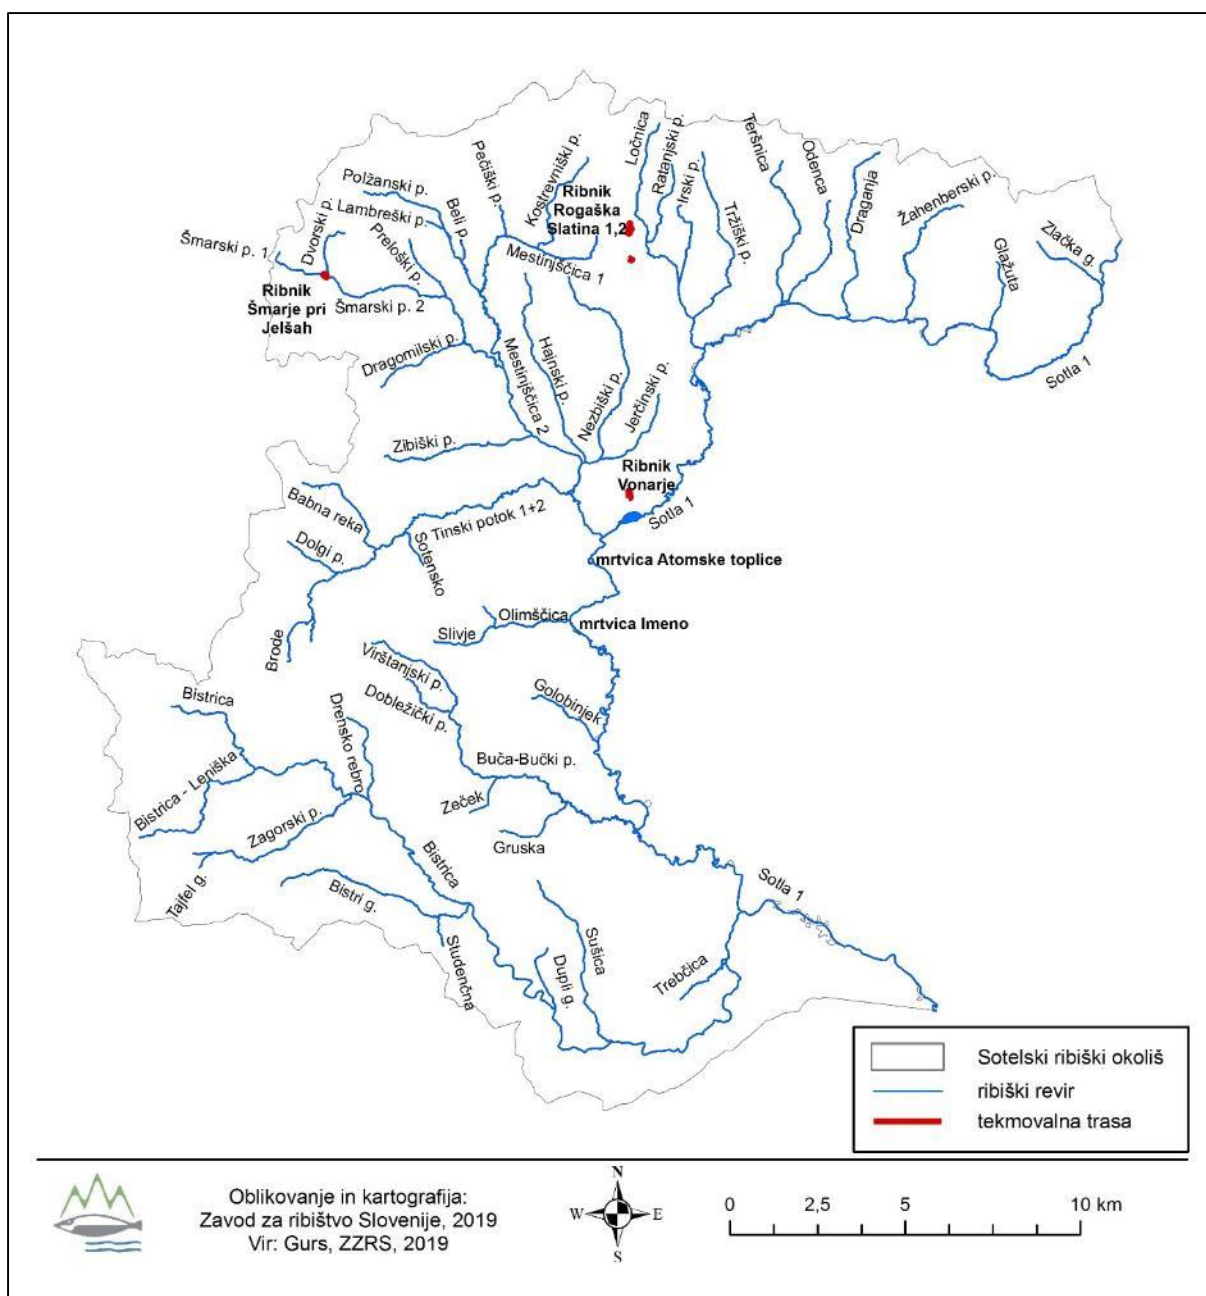 Ločnica
Ratanjski p.
Irski p.
Tržiški p.
Teršnica
Odenca
Draganja
Žahenberski p.
Glažuta
Zlačka g.
Sotla 1
Pečiški p.
Kostrevniški p.
Ribnik
Rogaška
Slatina 1,2
Polžanski p.
Lambreški p.
Beli p.
Dvorski p.
Preloški p.
Šmarski p. 1
Ribnik
Šmarje pri
Jelšah
Šmarski p. 2
Mestinjščica 1
Dragomilski p.
Mestinjščica 2
Hajnski p.
Nezbiški p.
Jerčinski p.
Zibiški p.
Ribnik
Vonarje
Sotla 1
Babna reka
Tinski potok 1+2
Dolgi p.
Sotensko
mrtvica Atomske toplice
Brode
Slivje
Olimščica
mrtvica Imeno
Virštanjski p.
Dobležički p.
Golobinjek
Bistrica
Drensko rebro
Buča-Bučki p.
Bistrica - Leniška
Zeček
Zagorski p.
Gruska
Tajfel g.
Bistrica
Bistri g.
Sotla 1
Studenčna
Sušica
Dupli g.
Trebčica
Sotelski ribiški okoliš
ribiški revir
tekmovalna trasa
Oblikovanje in kartografija:
Zavod za ribištvo Slovenije, 2019
Vir: Gurs, ZZRS, 2019
N
W E
S
0 2,5 5 10 km